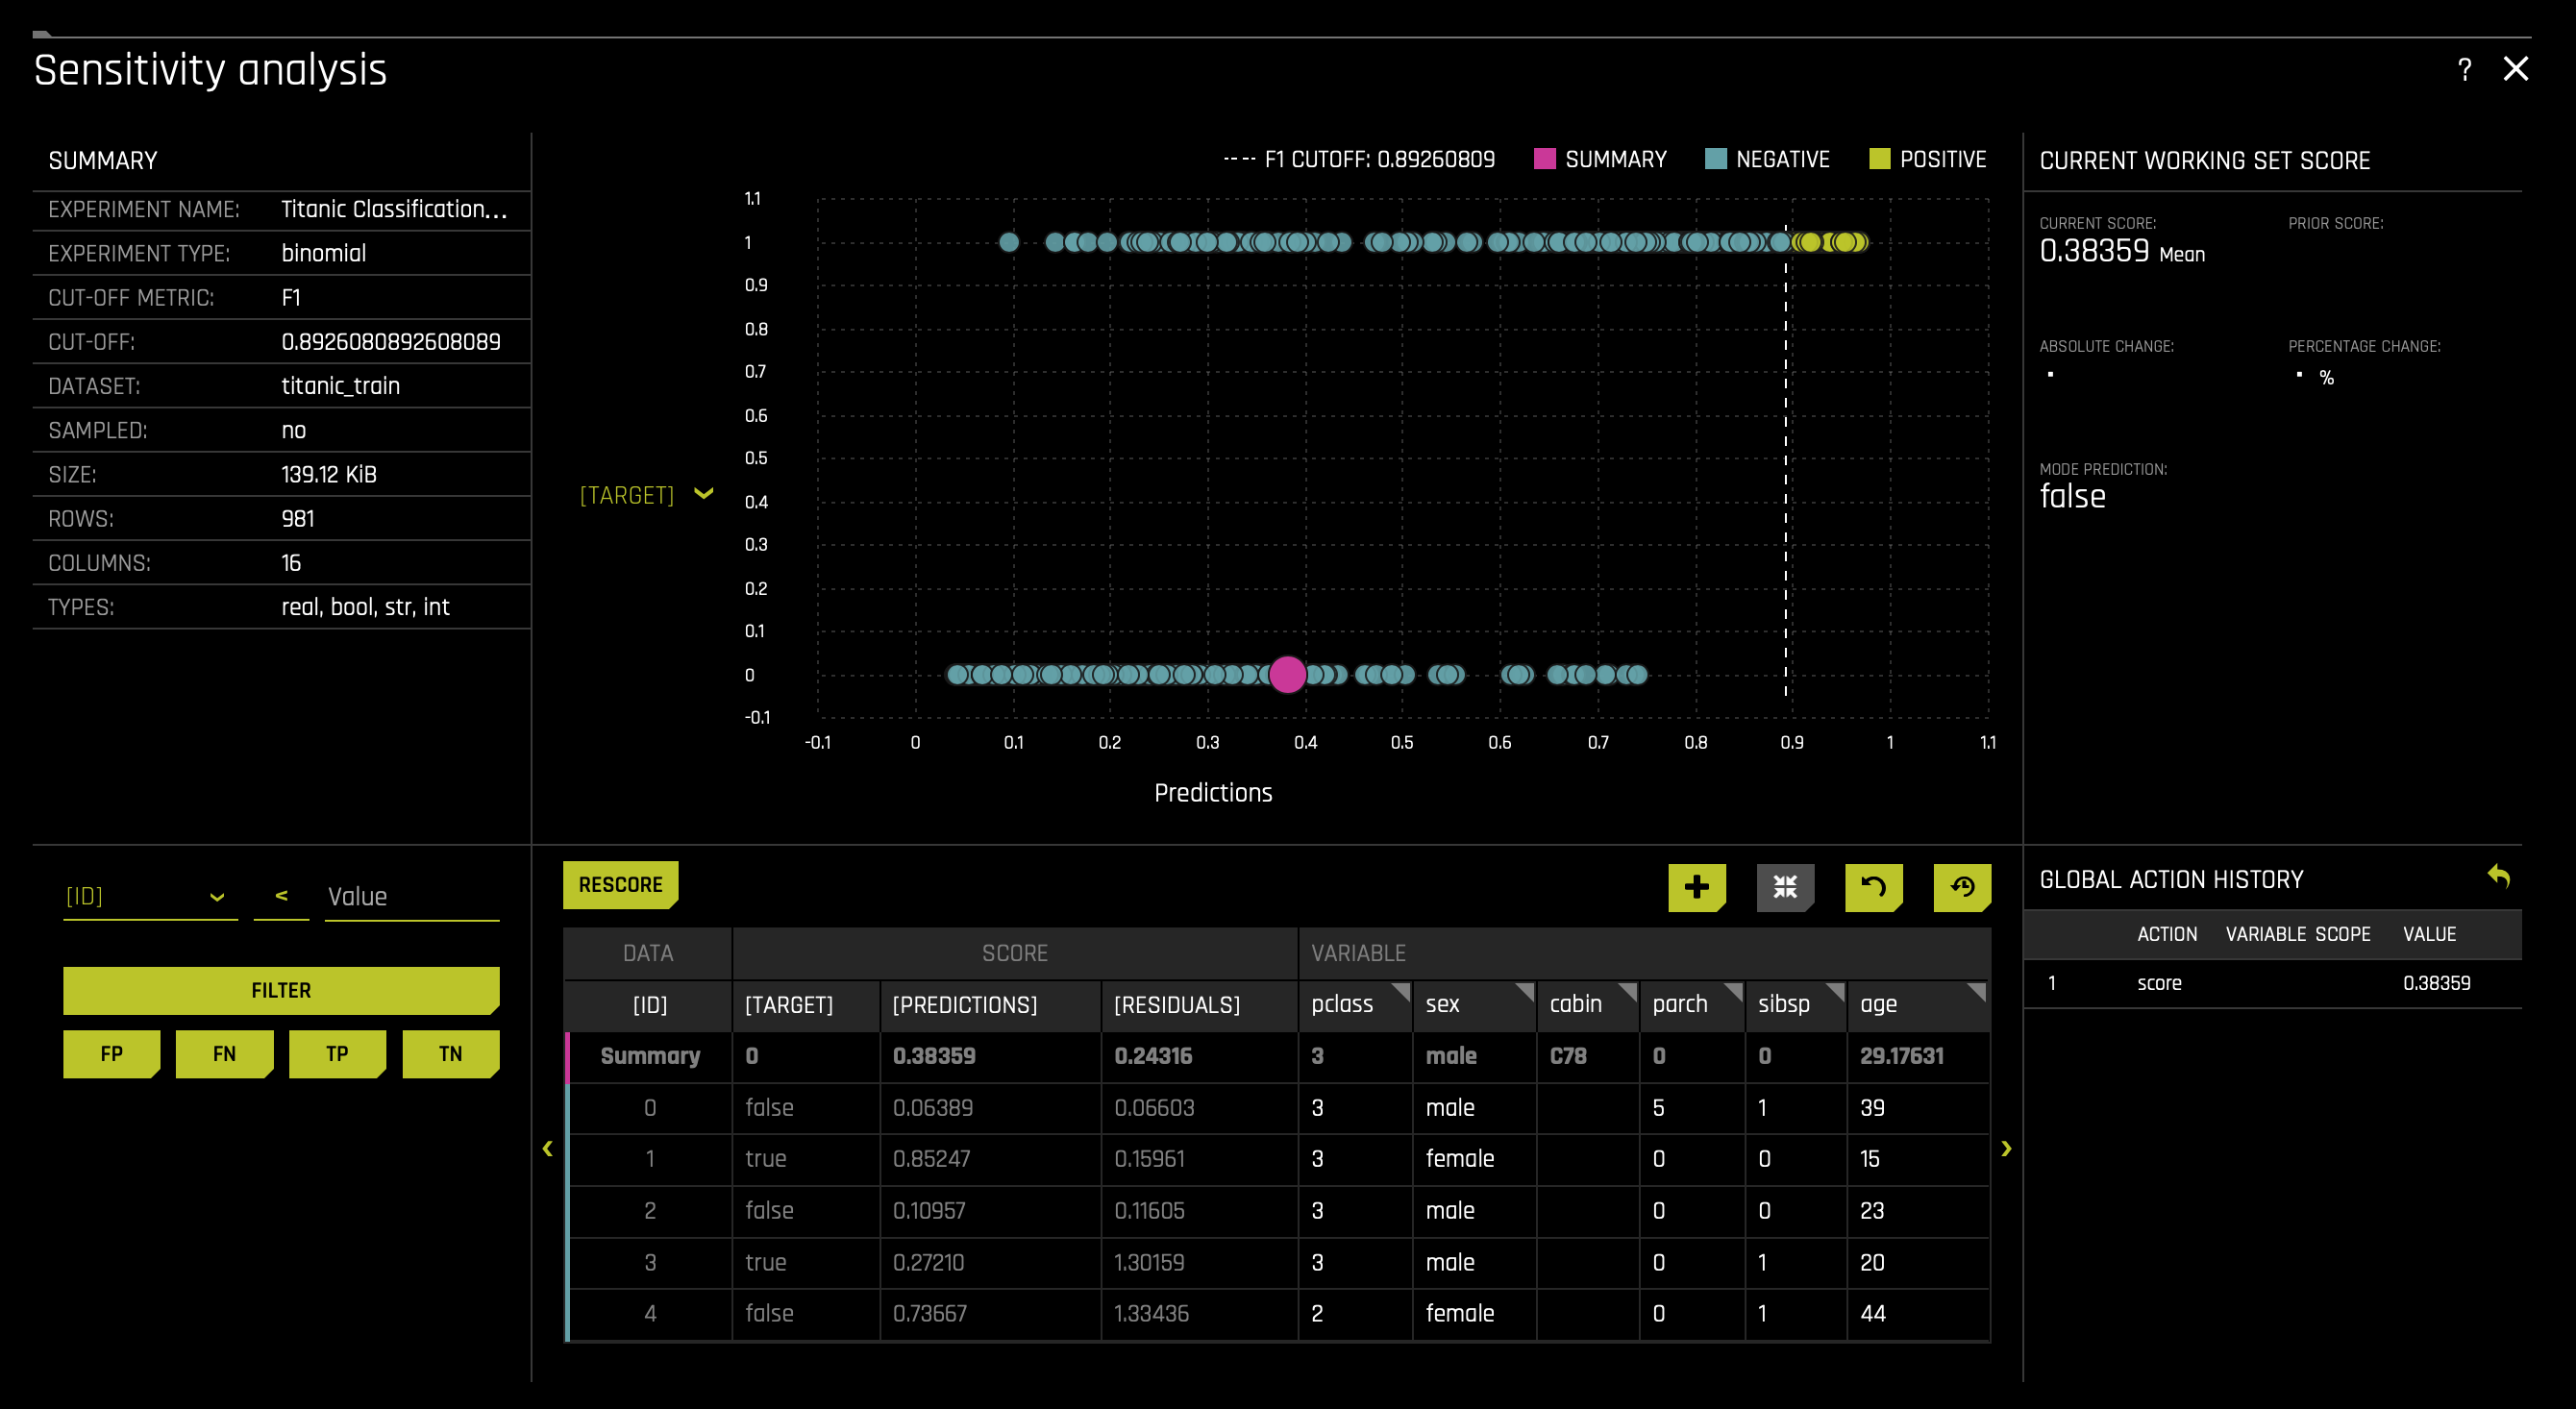 Sensitivity analysis
?
SUMMARY
EXPERIMENT NAME: Titanic Classification...
EXPERIMENT TYPE: binomial
CUT-OFF METRIC: F1
CUT-OFF: 0.8926080892608089
DATASET: titanic_train
SAMPLED: no
SIZE: 139.12 KiB
ROWS: 981
COLUMNS: 16
TYPES: real, bool, str, int
F1 CUTOFF: 0.89260809 SUMMARY NEGATIVE POSITIVE
1.1
1
0.9
0.8
0.7
0.6
0.5
0.4
0.3
0.2
0.1
0
-0.1
[TARGET]
-0.1 0 0.1 0.2 0.3 0.4 0.5 0.6 0.7 0.8 0.9 1 1.1
Predictions
CURRENT WORKING SET SCORE
CURRENT SCORE: PRIOR SCORE:
0.38359 Mean
ABSOLUTE CHANGE: PERCENTAGE CHANGE:
%
MODE PREDICTION:
false
[ID] < Value
FILTER
FP FN TP TN
RESCORE
DATA SCORE VARIABLE
[ID] [TARGET] [PREDICTIONS] [RESIDUALS] pclass sex cabin parch sibsp age
Summary 0 0.38359 0.24316 3 male C78 0 0 29.17631
0 false 0.06389 0.06603 3 male 5 1 39
1 true 0.85247 0.15961 3 female 0 0 15
2 false 0.10957 0.11605 3 male 0 0 23
3 true 0.27210 1.30159 3 male 0 1 20
4 false 0.73667 1.33436 2 female 0 1 44
GLOBAL ACTION HISTORY
ACTION VARIABLE SCOPE VALUE
1 score 0.38359